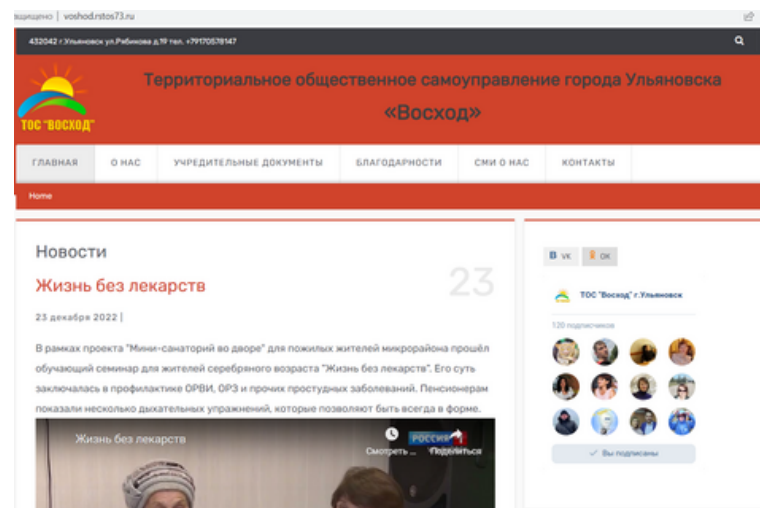 ащищено | voshod.rstos73.ru
432042 г.Ульяновск ул.Рябикова д.19 тел. +79170578147
Территориальное общественное самоуправление города Ульяновска
«Восход»
ТОС "ВОСХОД"
ГЛАВНАЯ О НАС УЧРЕДИТЕЛЬНЫЕ ДОКУМЕНТЫ БЛАГОДАРНОСТИ СМИ О НАС КОНТАКТЫ
Home
Новости
Жизнь без лекарств
23
23 декабря 2022 |
В рамках проекта "Мини-санаторий во дворе" для пожилых жителей микрорайона прошёл
обучающий семинар для жителей серебряного возраста "Жизнь без лекарств". Его суть
заключалась в профилактике ОРВИ, ОРЗ и прочих простудных заболеваний. Пенсионерам
показали несколько дыхательных упражнений, которые позволяют быть всегда в форме.
Жизнь без лекарств
РОССИЯ 1
Смотреть ... Поделиться
VK OK
ТОС "Восход" г.Ульяновск
120 подписчиков
Вы подписаны